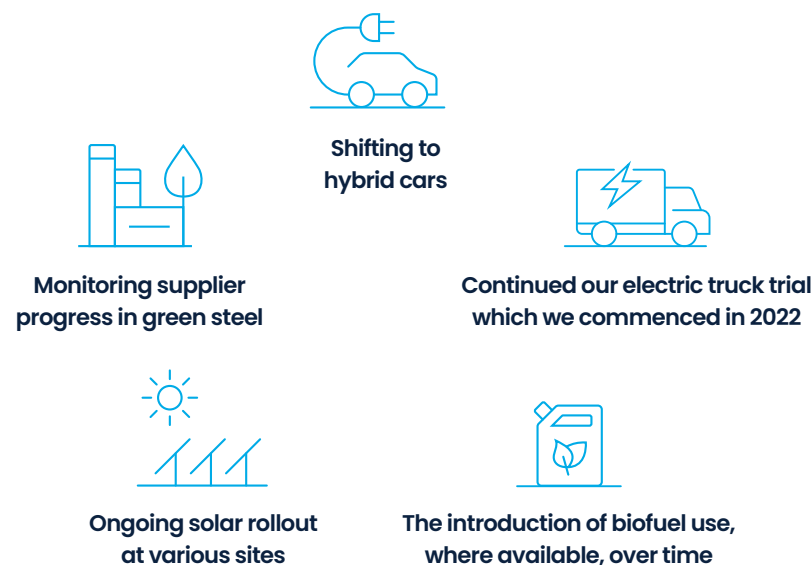 Shifting to
hybrid cars
Monitoring supplier
progress in green steel
Continued our electric truck trial
which we commenced in 2022
Ongoing solar rollout
at various sites
The introduction of biofuel use,
where available, over time